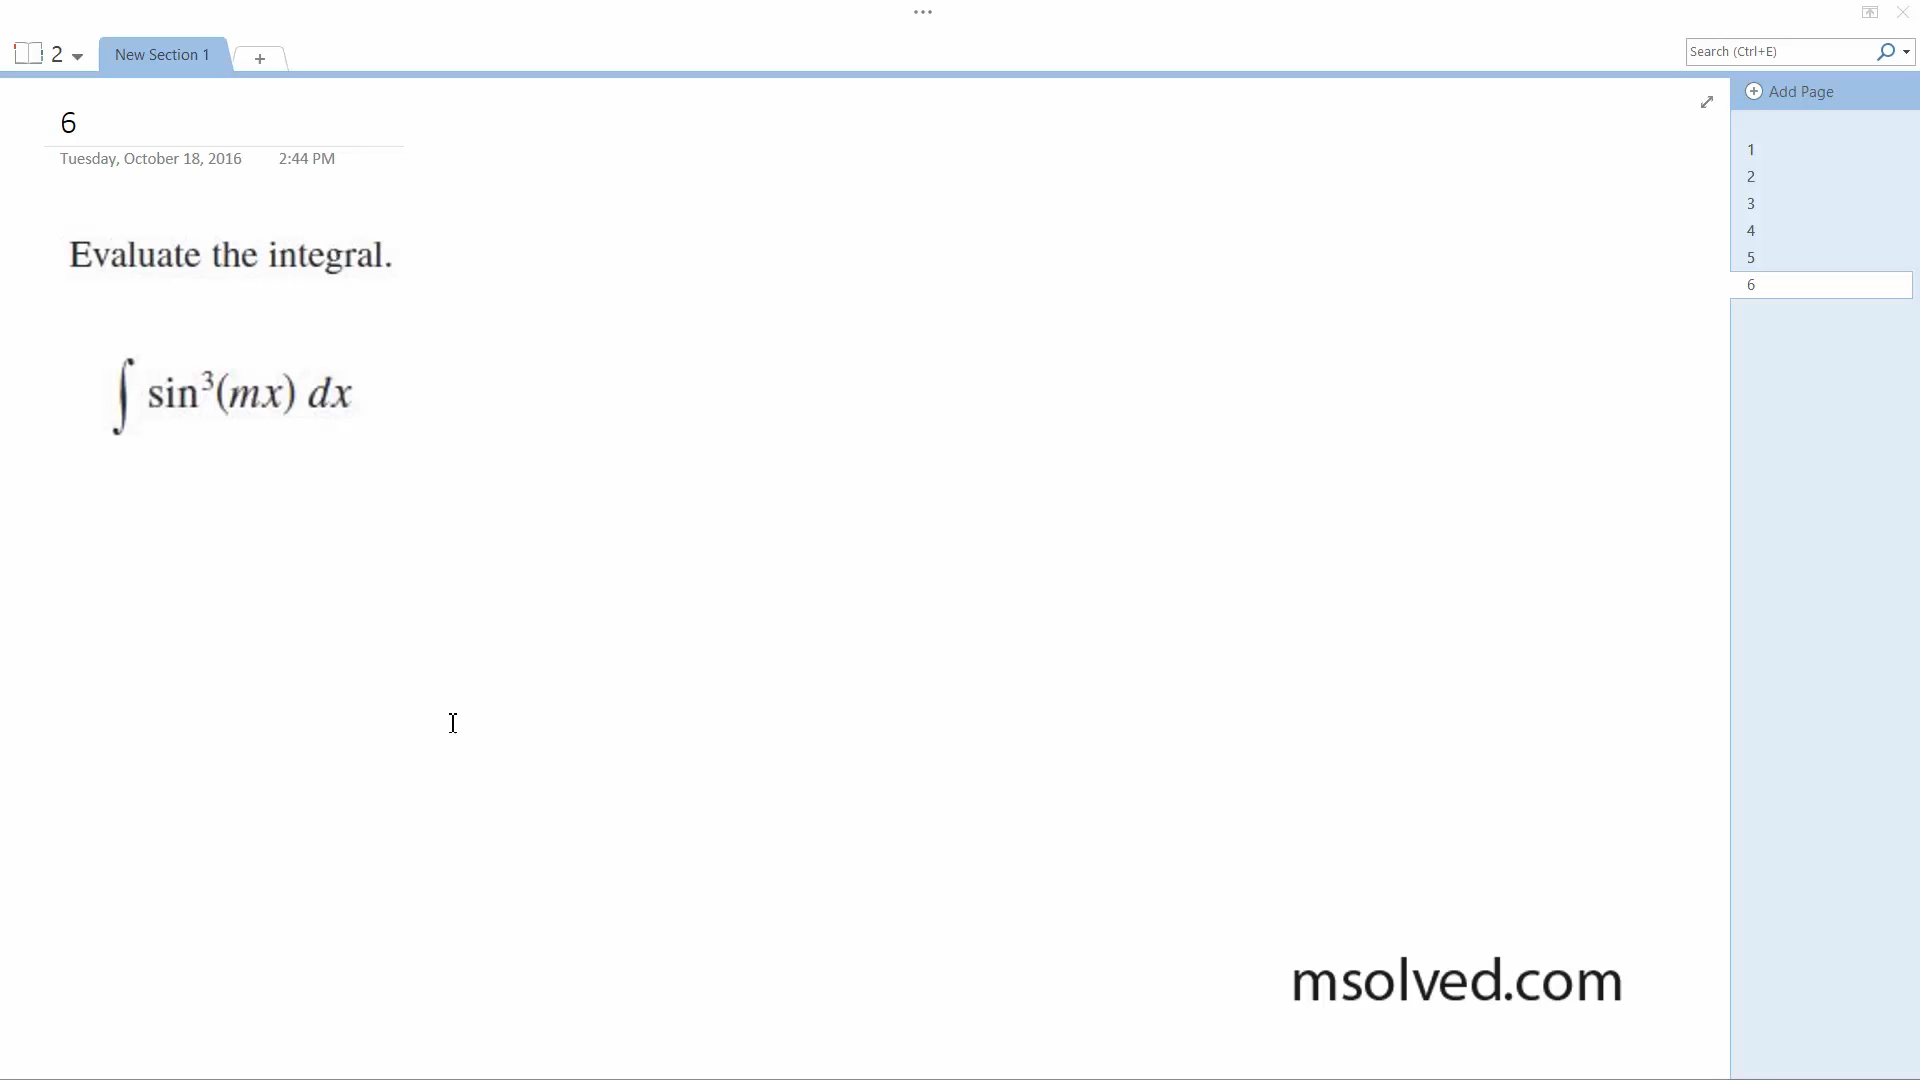 ...
2
New Section 1
+
Search (Ctrl+E)
6
Tuesday, October 18, 2016 2:44 PM
Evaluate the integral.
∫ sin³(mx) dx
msolved.com
Add Page
1
2
3
4
5
6